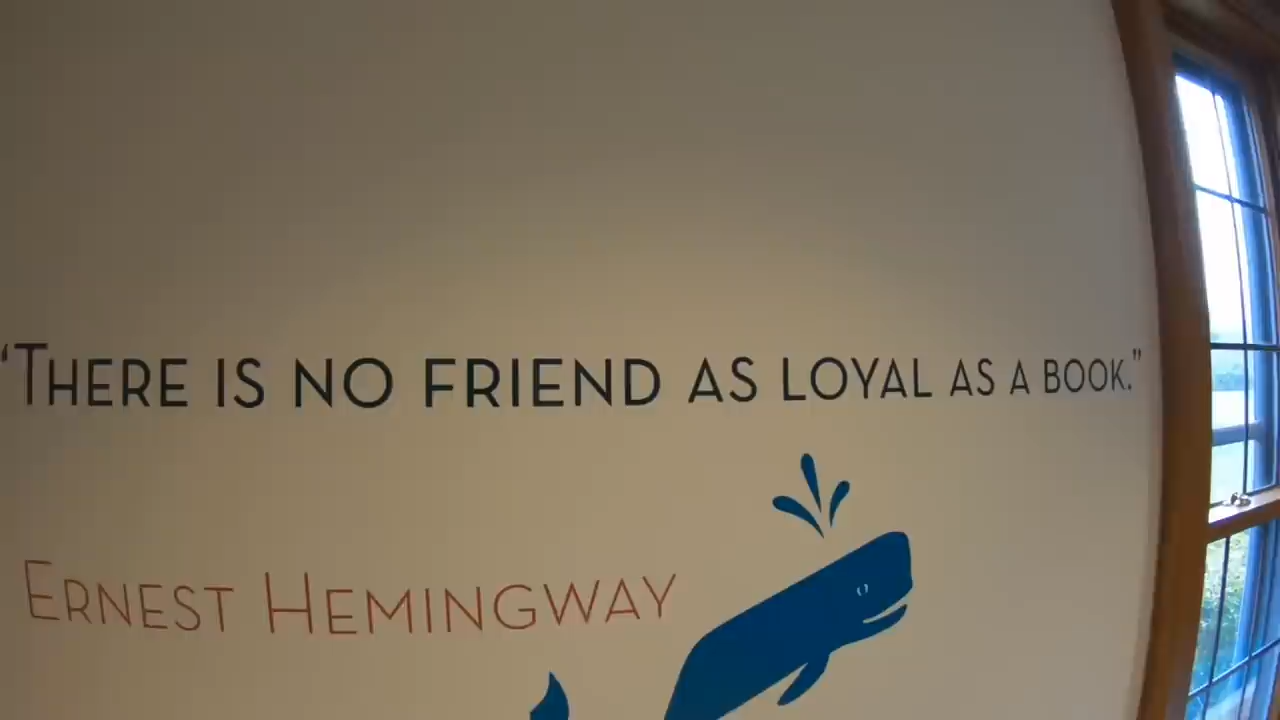 “THERE IS NO FRIEND AS LOYAL AS A BOOK.”
ERNEST HEMINGWAY